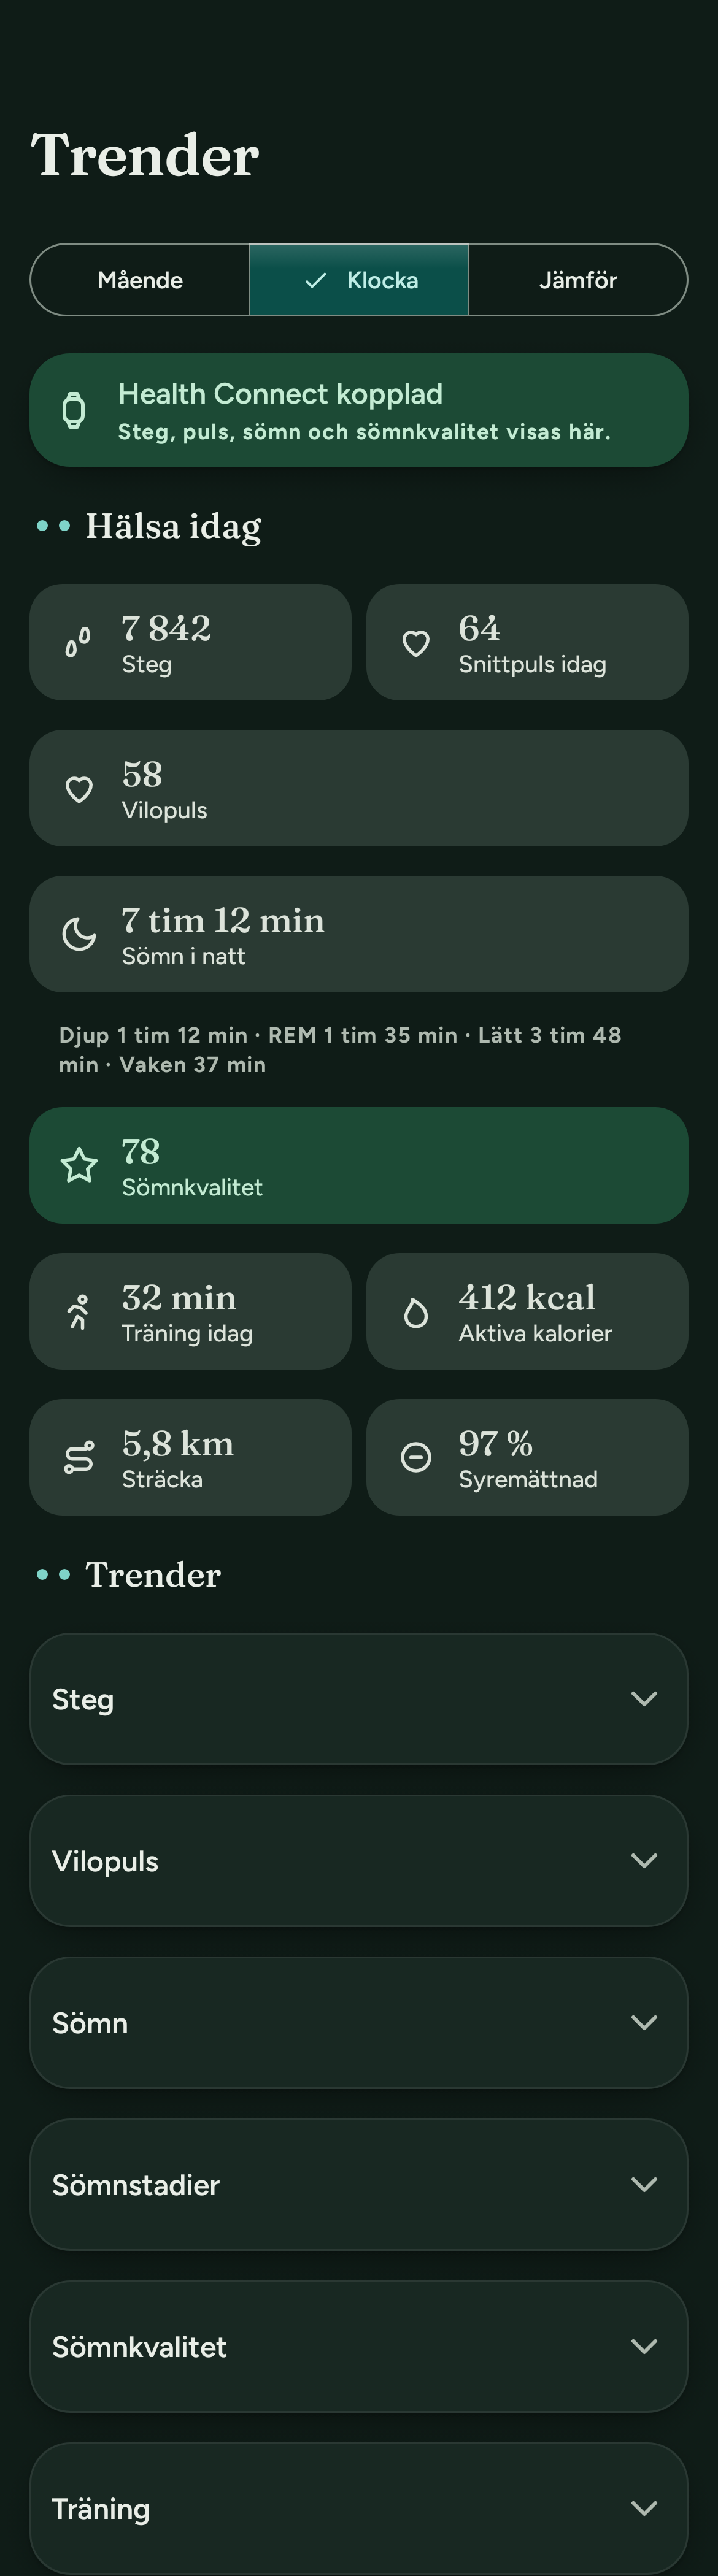 Trender
Mående
Klocka
Jämför
Health Connect kopplad
Steg, puls, sömn och sömnkvalitet visas här.
Hälsa idag
7 842
Steg
64
Snittpuls idag
58
Vilopuls
7 tim 12 min
Sömn i natt
Djup 1 tim 12 min · REM 1 tim 35 min · Lätt 3 tim 48
min · Vaken 37 min
78
Sömnkvalitet
32 min
Träning idag
412 kcal
Aktiva kalorier
5,8 km
Sträcka
97 %
Syremättnad
Trender
Steg
Vilopuls
Sömn
Sömnstadier
Sömnkvalitet
Träning